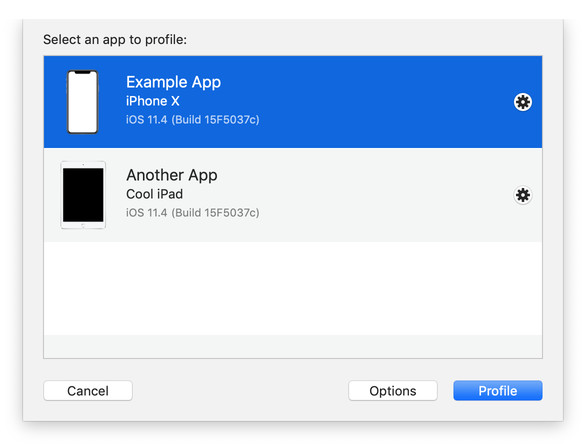 Select an app to profile:
Example App
iPhone X
iOS 11.4 (Build 15F5037c)
Another App
Cool iPad
iOS 11.4 (Build 15F5037c)
Cancel
Options
Profile